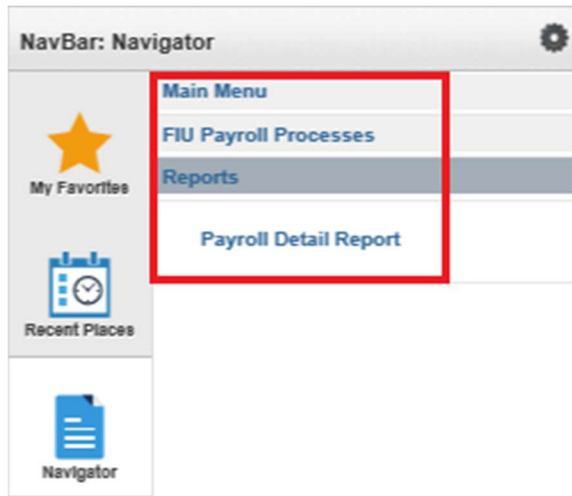 NavBar: Navigator
Main Menu
FIU Payroll Processes
Reports
Payroll Detail Report
My Favorites
Recent Places
Navigator